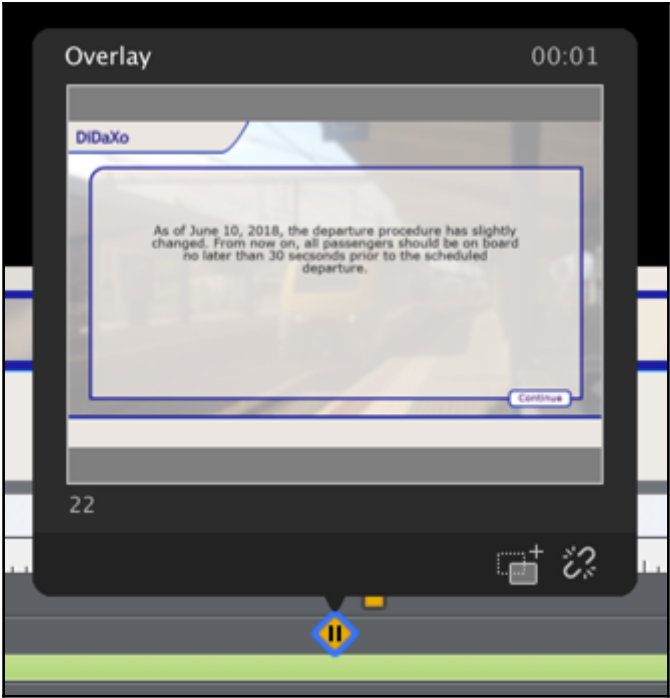 Overlay
00:01
DiDaXo
As of June 10, 2018, the departure procedure has slightly
changed. From now on, all passengers should be on board
no later than 30 secsonds prior to the scheduled
departure.
Continue
22